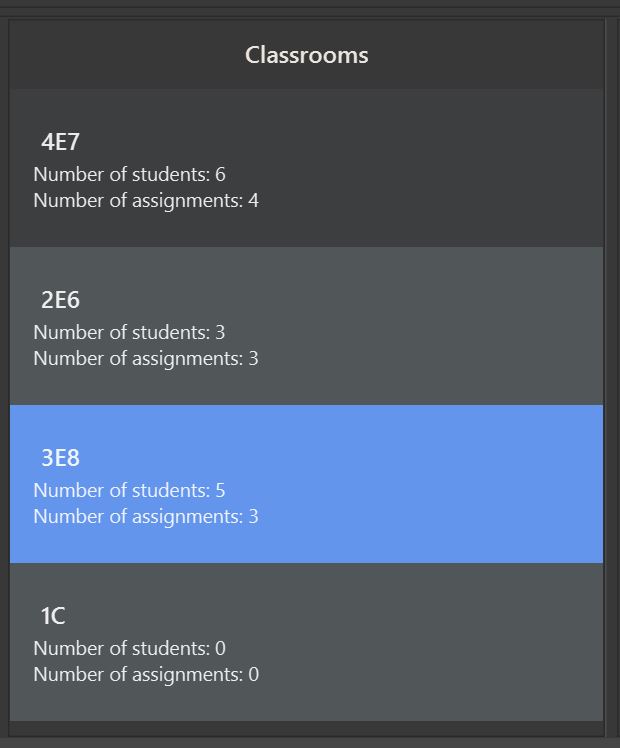 Classrooms
4E7
Number of students: 6
Number of assignments: 4
2E6
Number of students: 3
Number of assignments: 3
3E8
Number of students: 5
Number of assignments: 3
1C
Number of students: 0
Number of assignments: 0